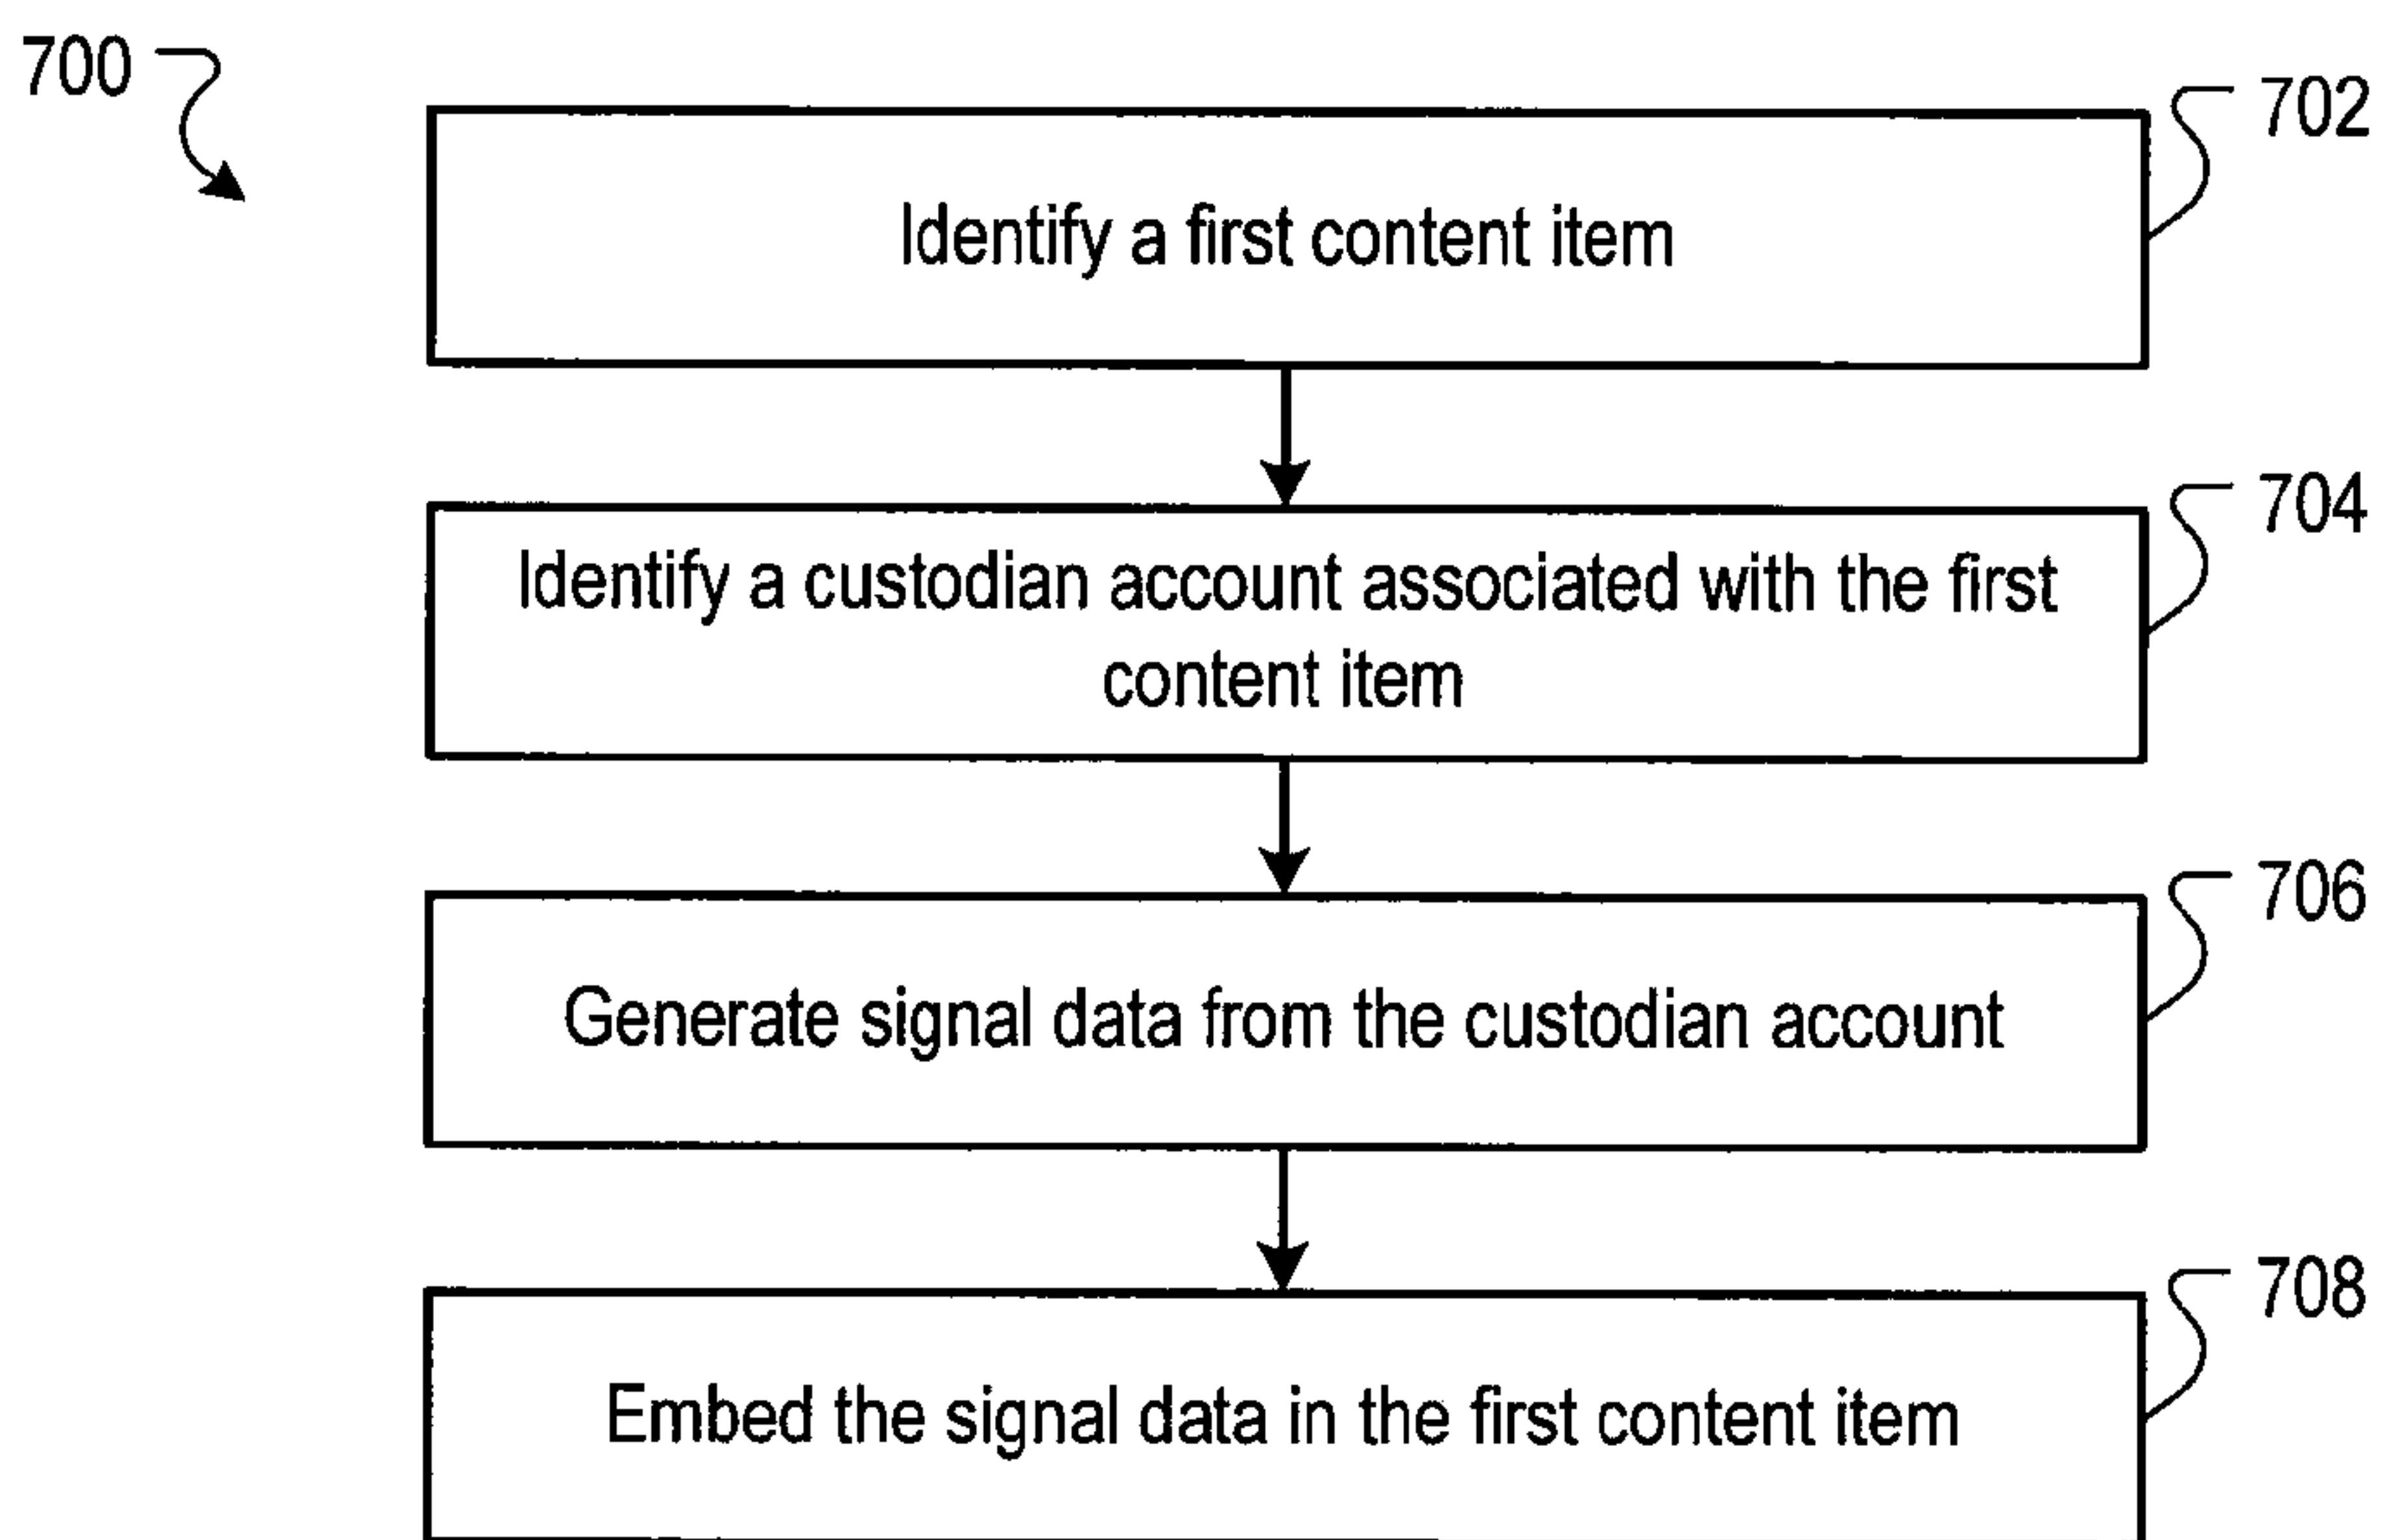 700
702
Identify a first content item
704
Identify a custodian account associated with the first
content item
706
Generate signal data from the custodian account
708
Embed the signal data in the first content item